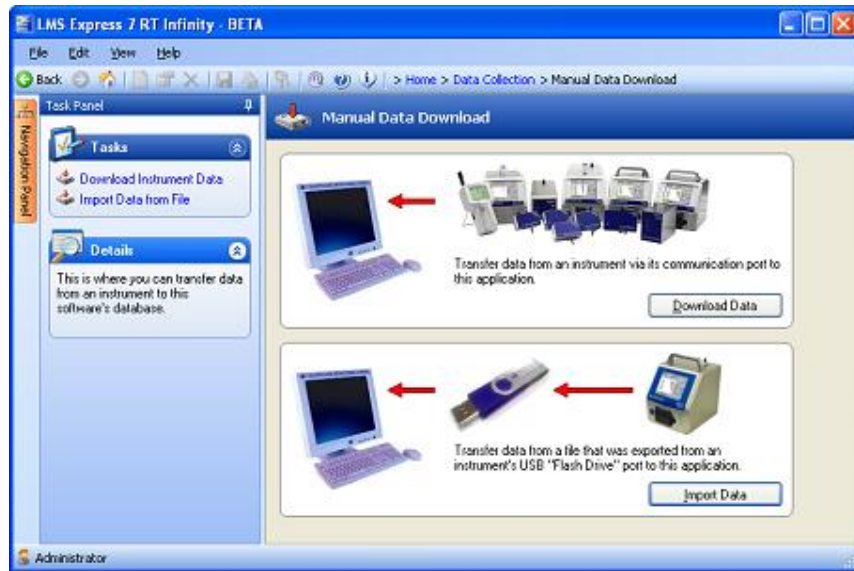 LMS Express 7 RT Infinity - BETA
File Edit View Help
Back > Home > Data Collection > Manual Data Download
Navigation Panel
Task Panel
Tasks
Download Instrument Data
Import Data from File
Details
This is where you can transfer data
from an instrument to this
software's database.
Manual Data Download
Transfer data from an instrument via its communication port to
this application.
Download Data
Transfer data from a file that was exported from an
instrument's USB "Flash Drive" port to this application.
Import Data
Administrator